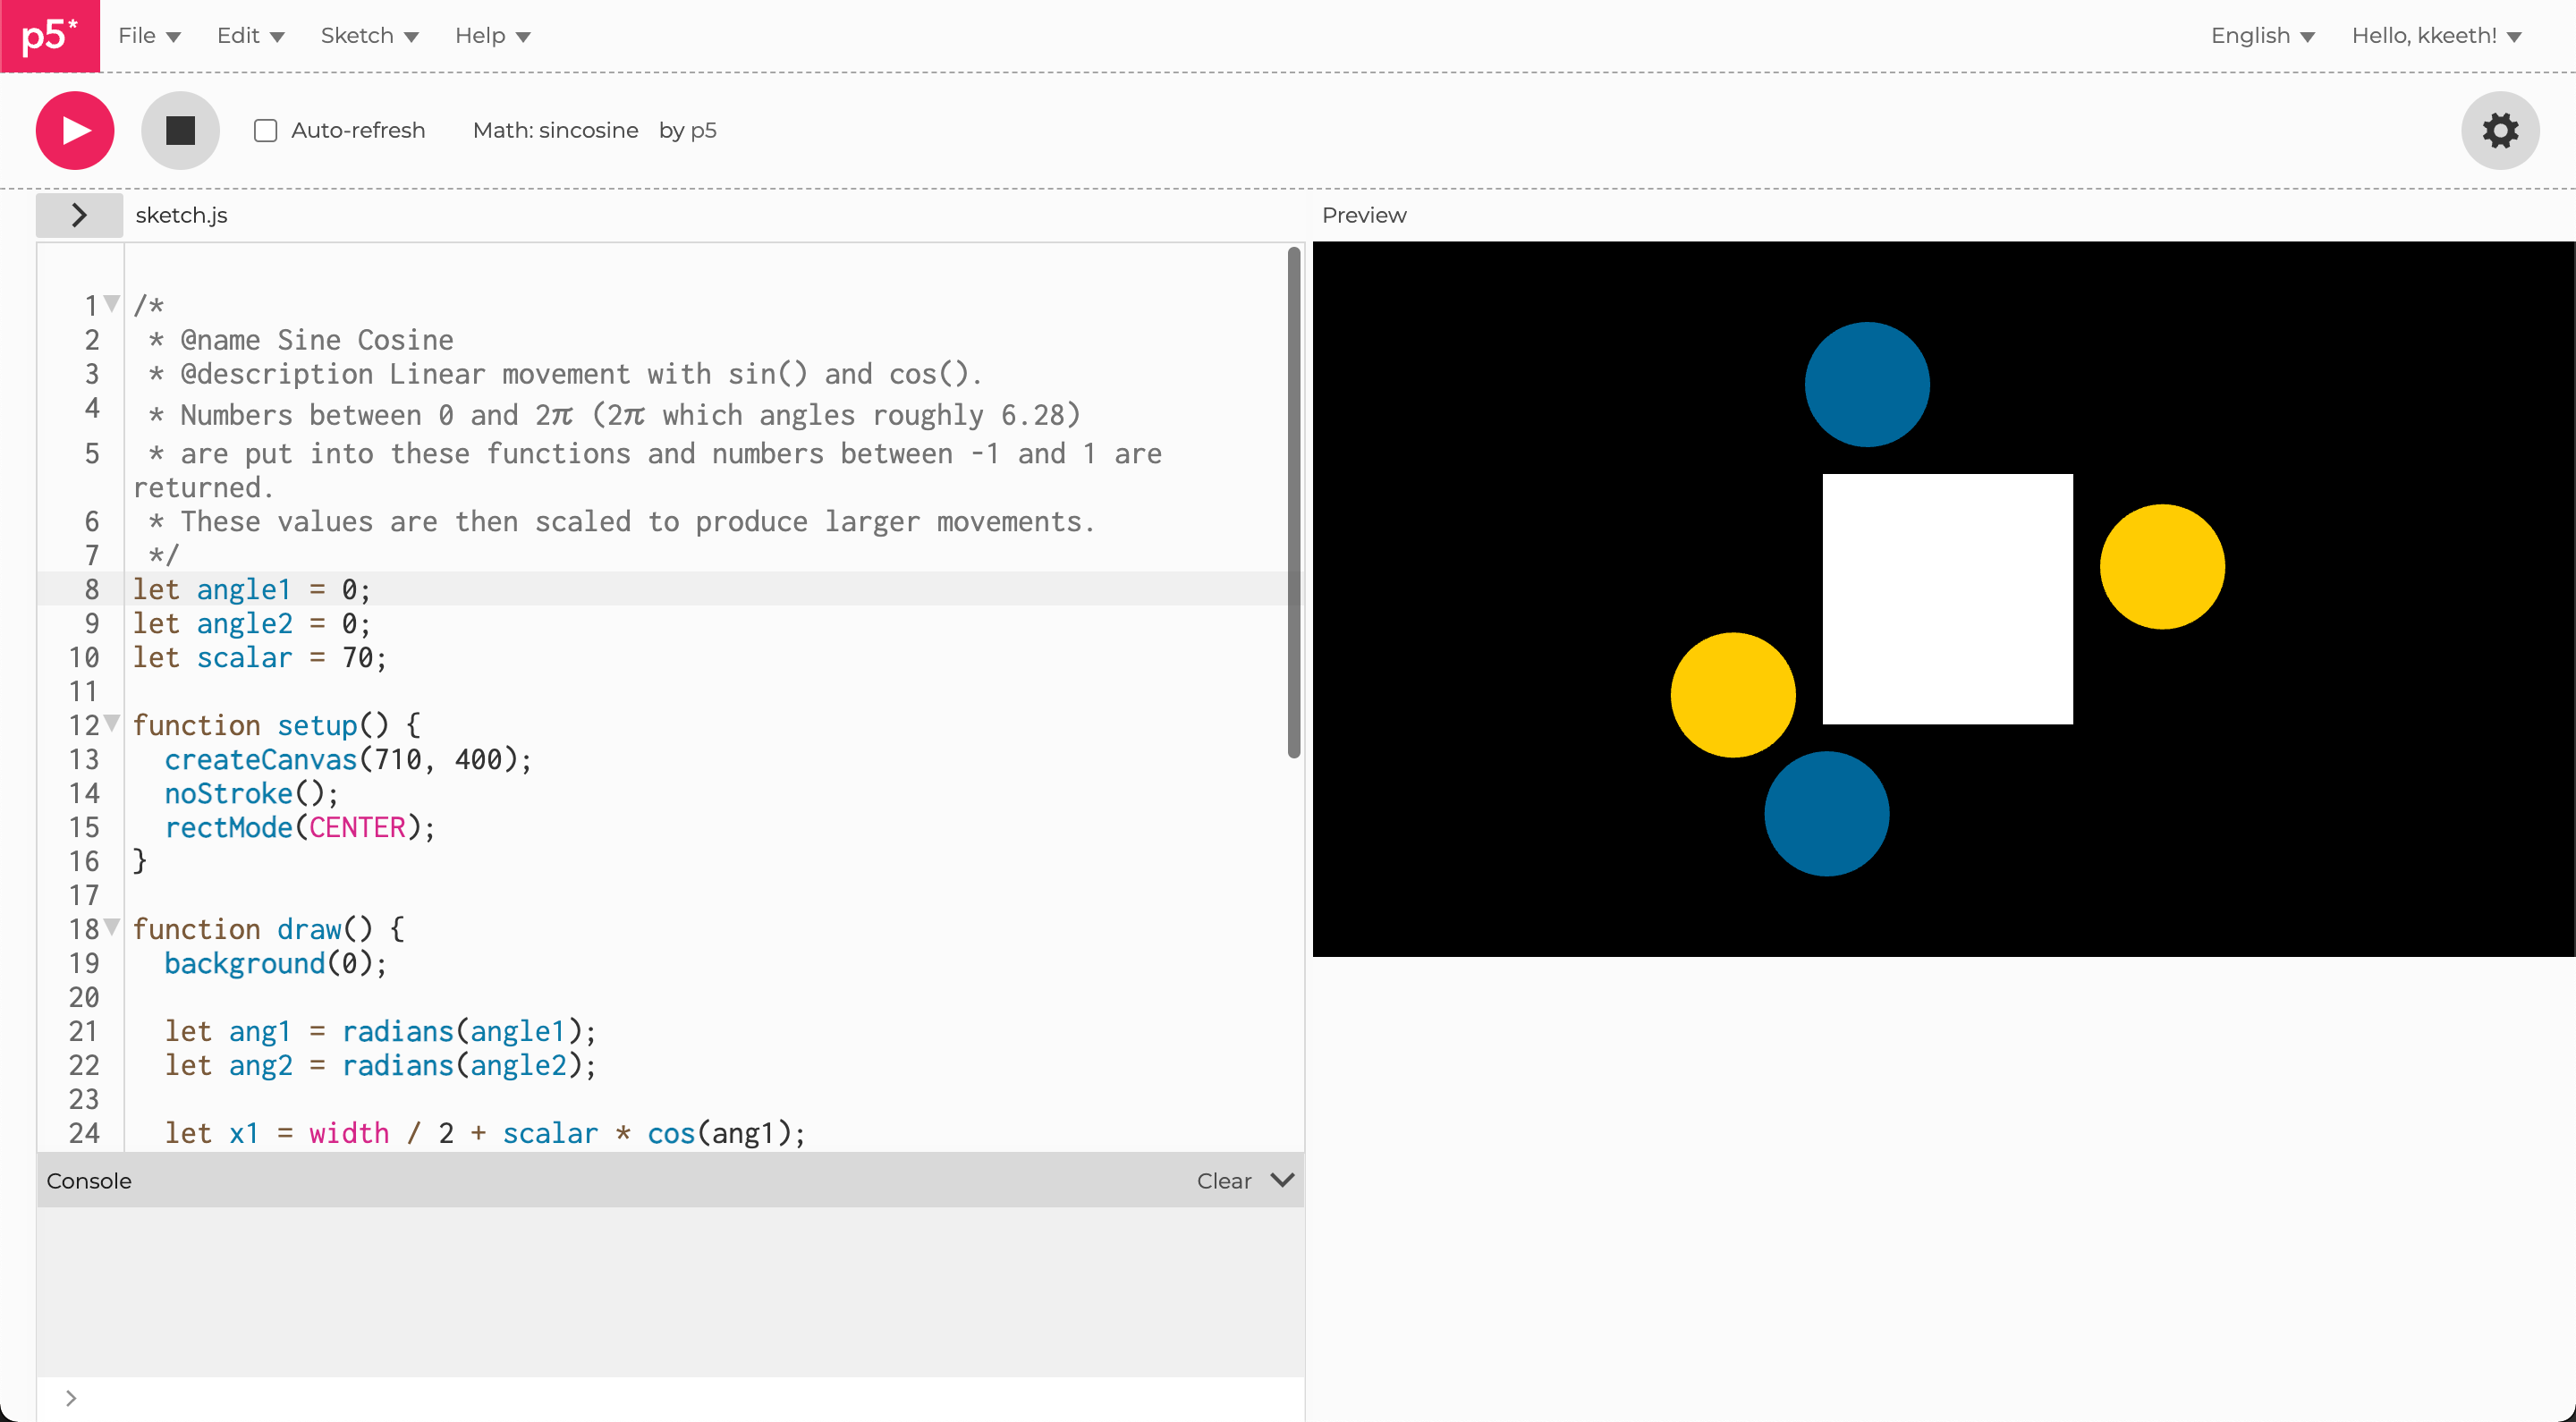 p5* File Edit Sketch Help English Hello, kkeeth!
Auto-refresh Math: sincosine by p5
sketch.js Preview
1 /*
2  * @name Sine Cosine
3  * @description Linear movement with sin() and cos().
4  * Numbers between 0 and 2π (2π which angles roughly 6.28)
5  * are put into these functions and numbers between -1 and 1 are
returned.
6  * These values are then scaled to produce larger movements.
7  */
8 let angle1 = 0;
9 let angle2 = 0;
10 let scalar = 70;
11
12 function setup() {
13   createCanvas(710, 400);
14   noStroke();
15   rectMode(CENTER);
16 }
17
18 function draw() {
19   background(0);
20
21   let ang1 = radians(angle1);
22   let ang2 = radians(angle2);
23
24   let x1 = width / 2 + scalar * cos(ang1);
Console Clear
>